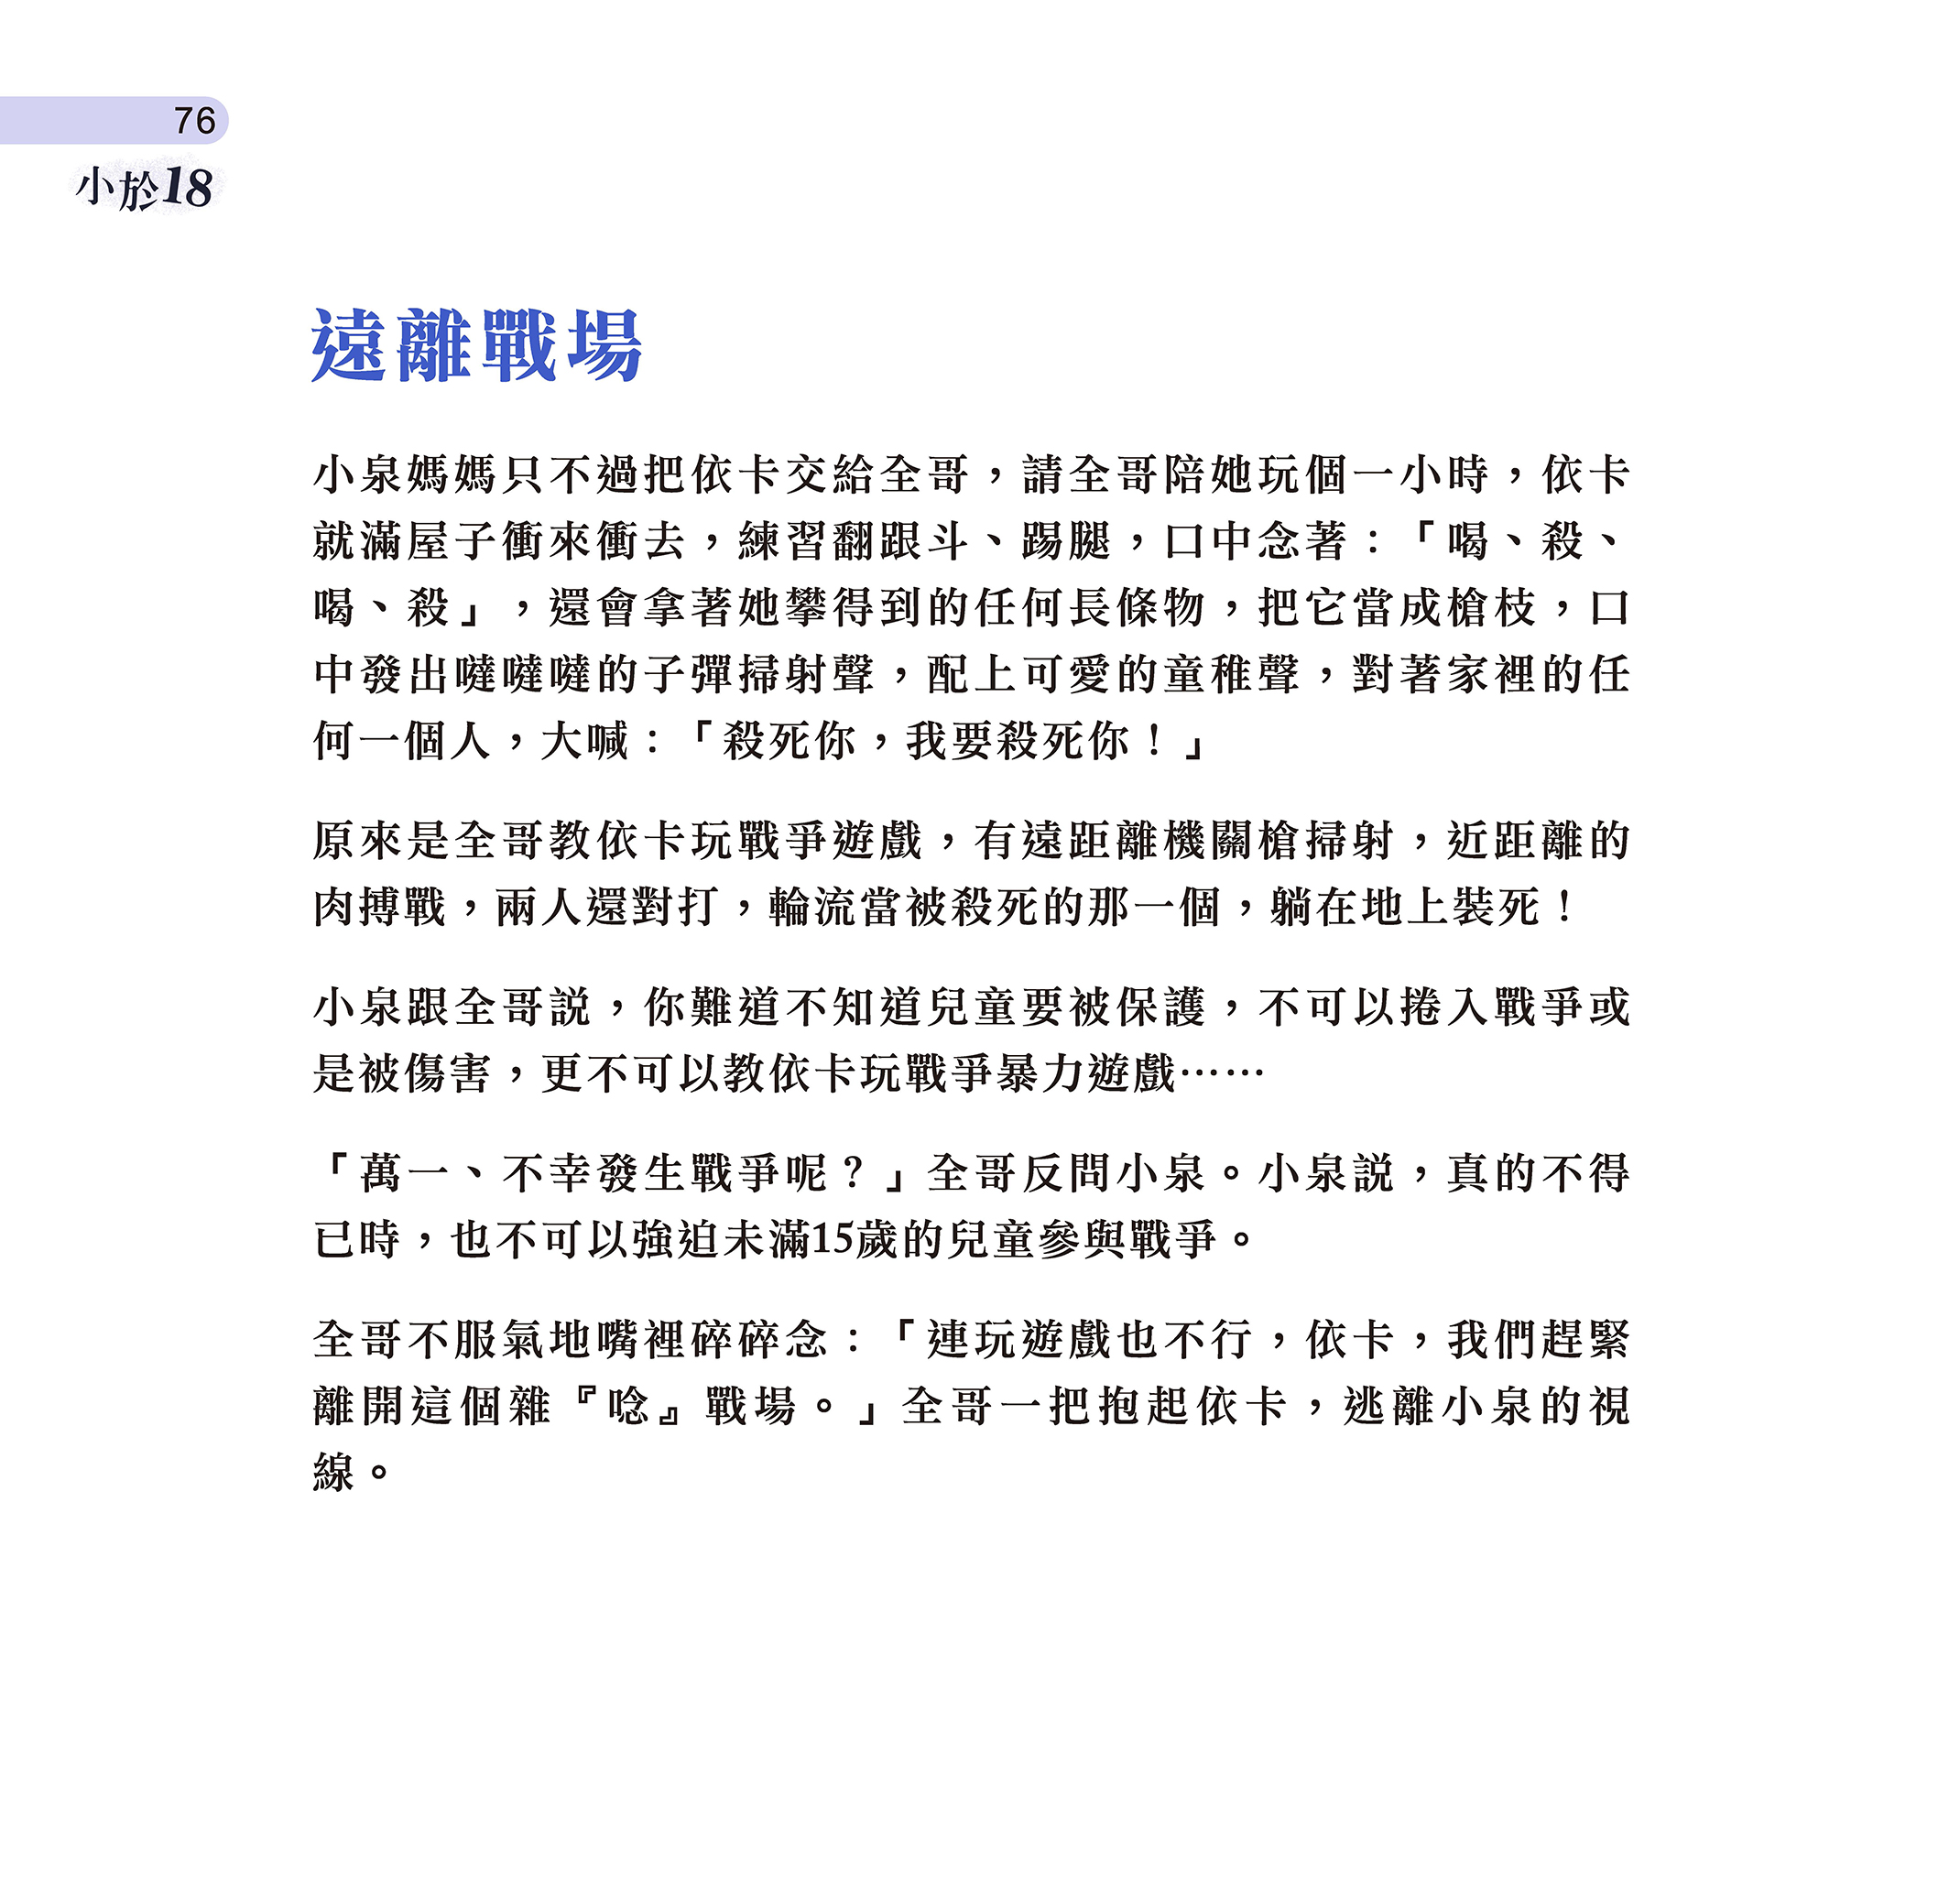 76
小於18
遠離戰場
小泉媽媽只不過把依卡交給全哥，請全哥陪她玩個一小時，依卡
就滿屋子衝來衝去，練習翻跟斗、踢腿，口中念著：「喝、殺、
喝、殺」，還會拿著她攀得到的任何長條物，把它當成槍枝，口
中發出噠噠噠的子彈掃射聲，配上可愛的童稚聲，對著家裡的任
何一個人，大喊：「殺死你，我要殺死你！」
原來是全哥教依卡玩戰爭遊戲，有遠距離機關槍掃射，近距離的
肉搏戰，兩人還對打，輪流當被殺死的那一個，躺在地上裝死！
小泉跟全哥說，你難道不知道兒童要被保護，不可以捲入戰爭或
是被傷害，更不可以教依卡玩戰爭暴力遊戲……
「萬一、不幸發生戰爭呢？」全哥反問小泉。小泉說，真的不得
已時，也不可以強迫未滿15歲的兒童參與戰爭。
全哥不服氣地嘴裡碎碎念：「連玩遊戲也不行，依卡，我們趕緊
離開這個雜『唸』戰場。」全哥一把抱起依卡，逃離小泉的視
線。